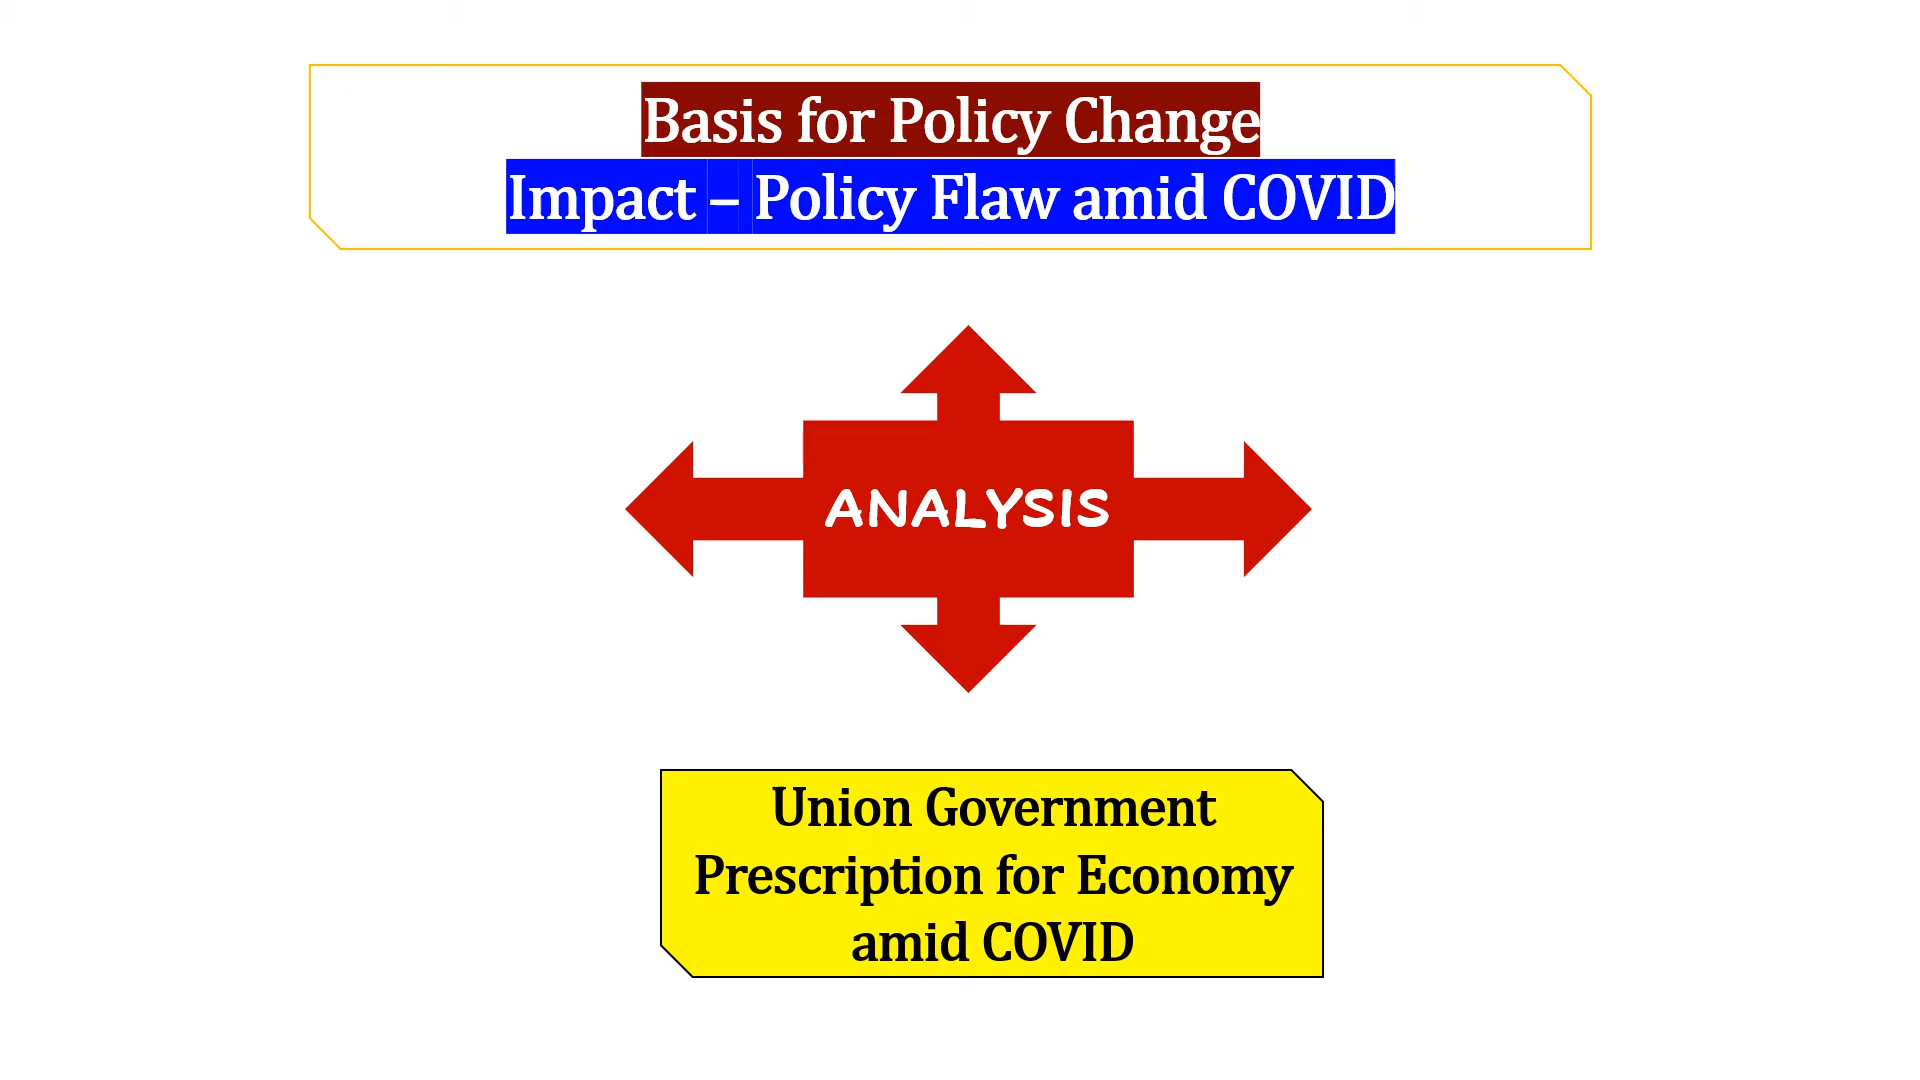 Basis for Policy Change
Impact – Policy Flaw amid COVID
ANALYSIS
Union Government
Prescription for Economy
amid COVID